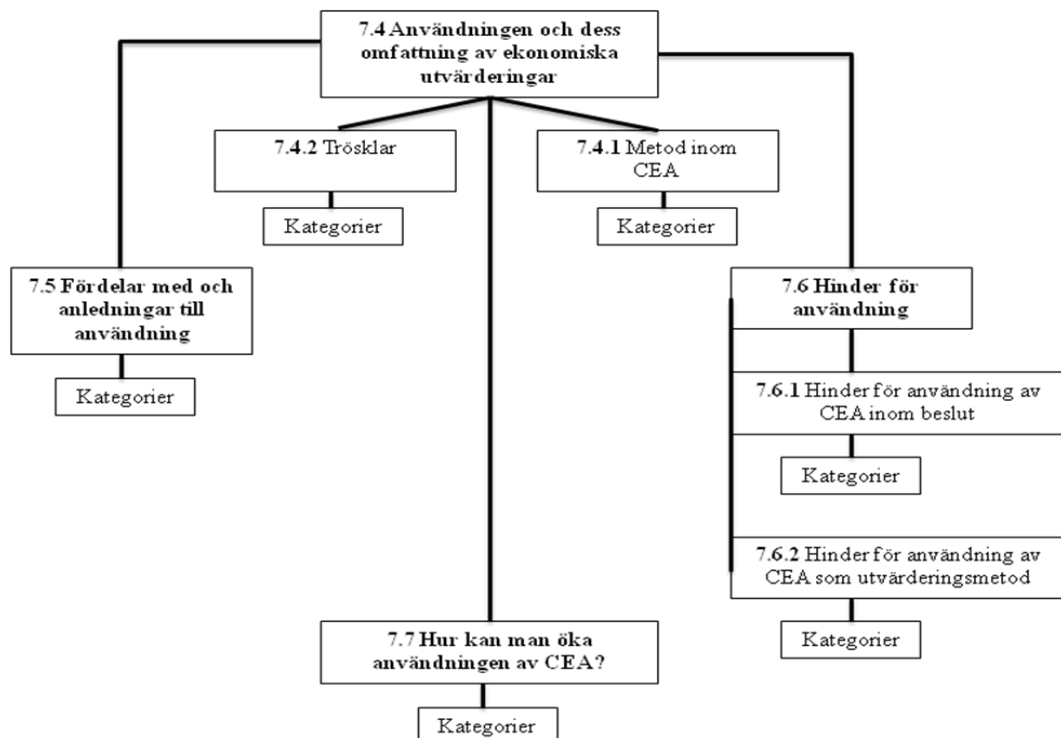 7.4 Användningen och dess
omfattning av ekonomiska
utvärderingar
7.4.2 Trösklar
Kategorier
7.4.1 Metod inom
CEA
Kategorier
7.5 Fördelar med och
anledningar till
användning
Kategorier
7.6 Hinder för
användning
7.6.1 Hinder för användning av
CEA inom beslut
Kategorier
7.6.2 Hinder för användning av
CEA som utvärderingsmetod
Kategorier
7.7 Hur kan man öka
användningen av CEA?
Kategorier